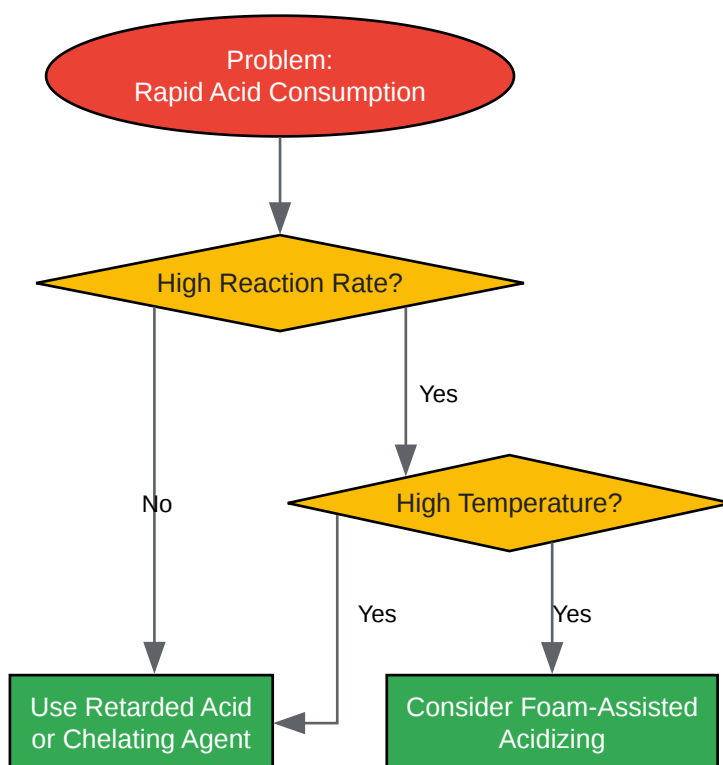 Problem:
Rapid Acid Consumption
High Reaction Rate?
Yes
High Temperature?
No
Yes
Yes
Use Retarded Acid
or Chelating Agent
Consider Foam-Assisted
Acidizing